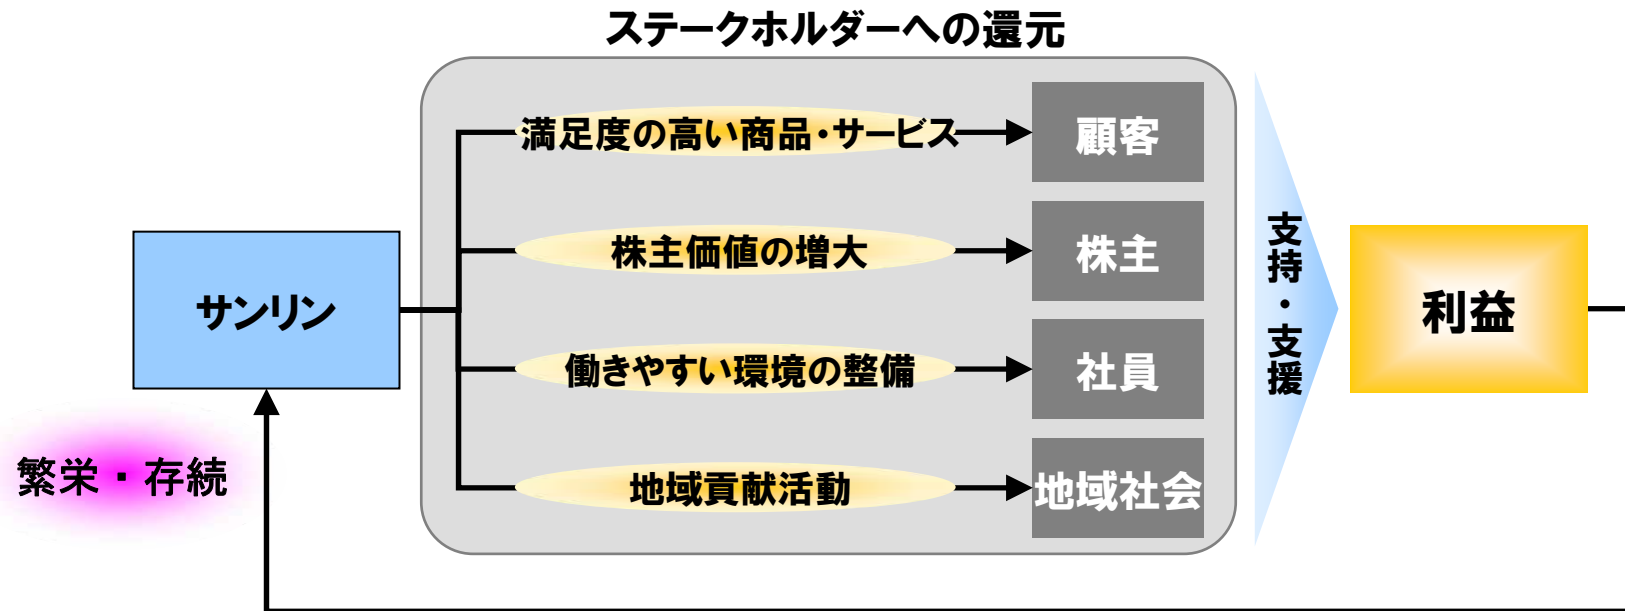 ステークホルダーへの還元
満足度の高い商品・サービス
顧客
株主価値の増大
株主
サンリン
働きやすい環境の整備
社員
地域貢献活動
地域社会
支持・支援
利益
繁栄・存続